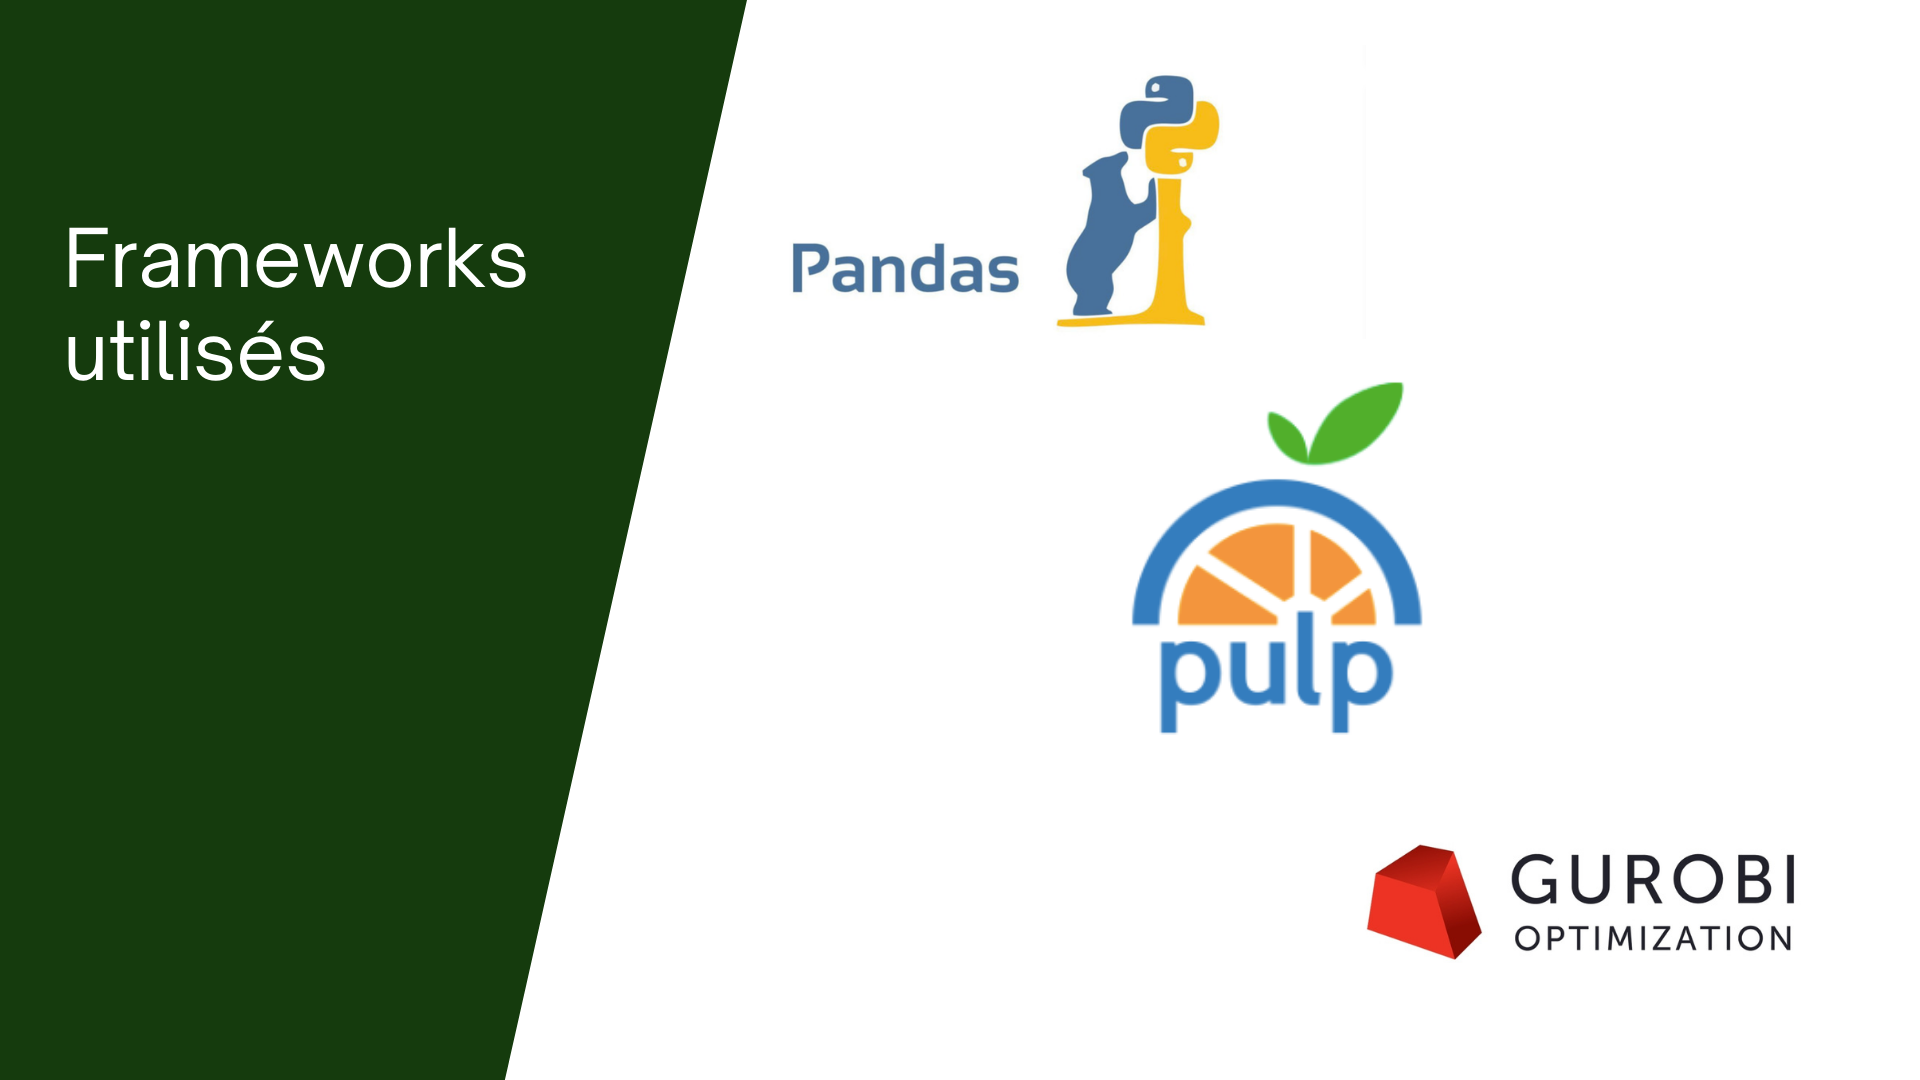 Frameworks
utilisés
Pandas
pulp
GUROBI
OPTIMIZATION